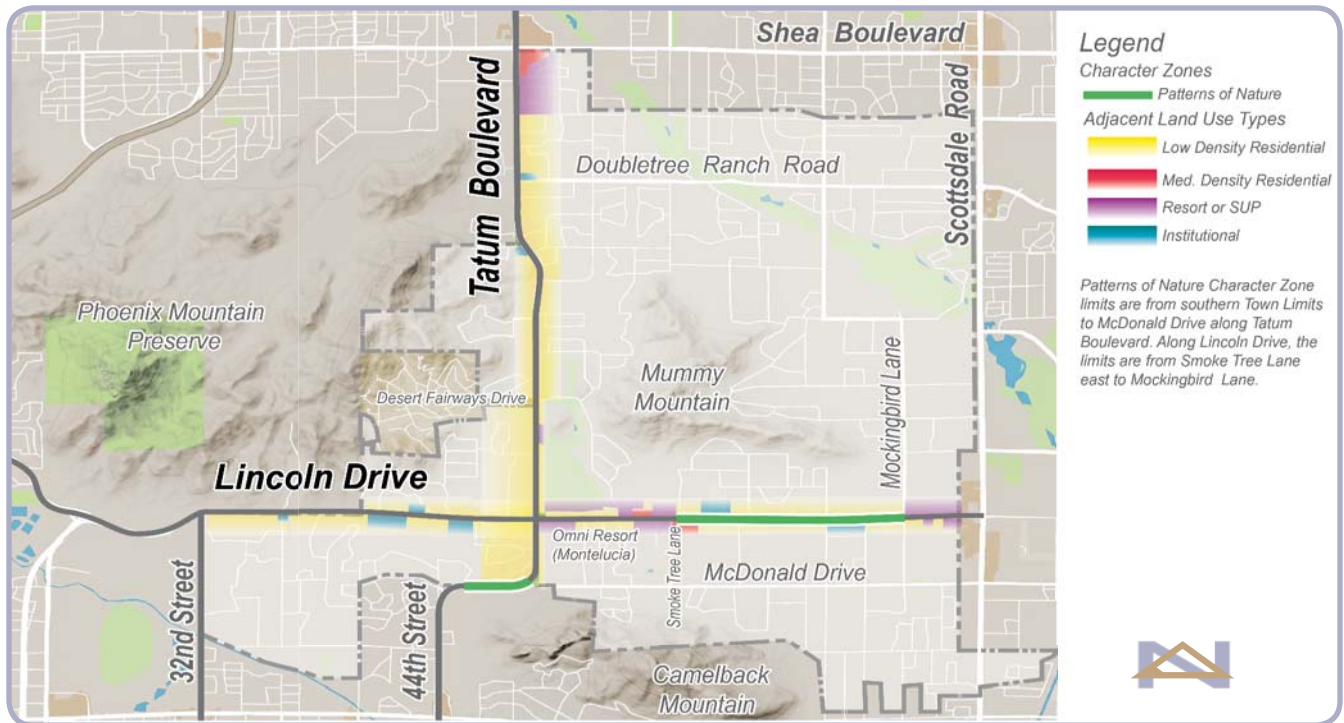 Shea Boulevard
Tatum Boulevard
Scottsdale Road
Doubletree Ranch Road
Phoenix Mountain
Preserve
Mummy
Mountain
Mockingbird Lane
Desert Fairways Drive
Lincoln Drive
Omni Resort
(Montelucia)
Smoke Tree Lane
McDonald Drive
32nd Street
44th Street
Camelback
Mountain
Legend
Character Zones
Patterns of Nature
Adjacent Land Use Types
Low Density Residential
Med. Density Residential
Resort or SUP
Institutional
Patterns of Nature Character Zone
limits are from southern Town Limits
to McDonald Drive along Tatum
Boulevard. Along Lincoln Drive, the
limits are from Smoke Tree Lane
east to Mockingbird Lane.
N